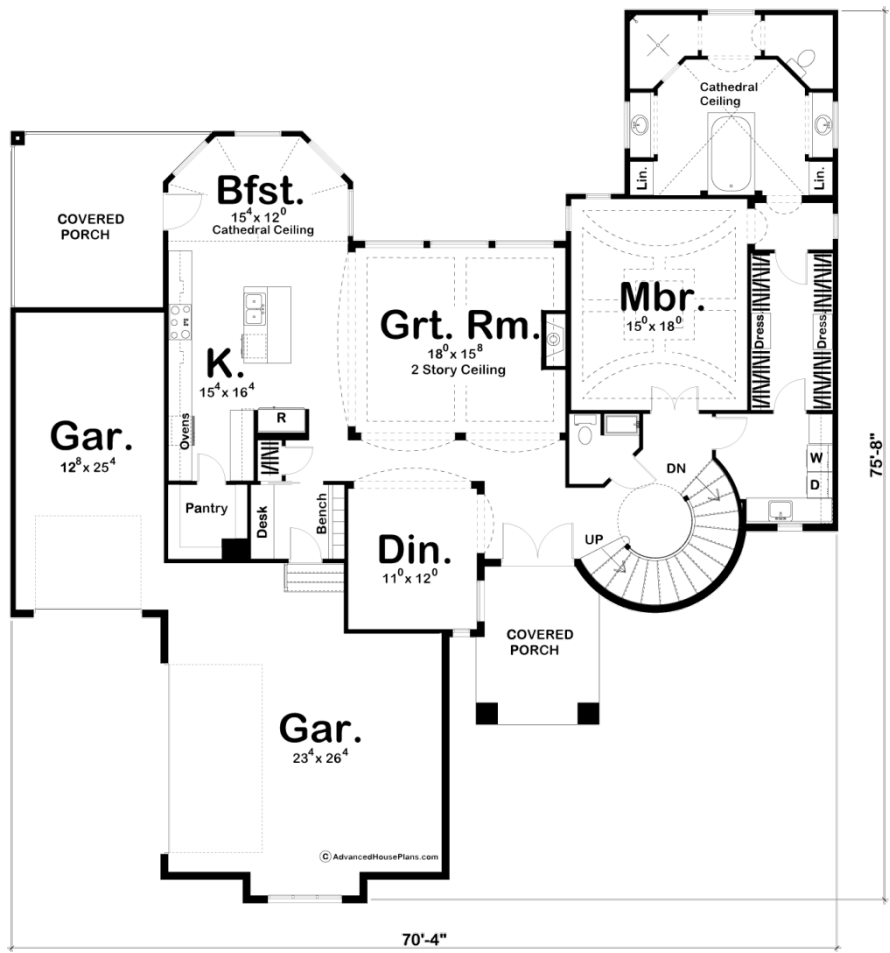 Cathedral
Ceiling
Lin.
Lin.
Bfst.
15⁴ x 12⁰
Cathedral Ceiling
COVERED
PORCH
Mbr.
15⁰ x 18⁰
Dress.
Dress.
Grt. Rm.
18⁰ x 15⁸
2 Story Ceiling
K.
15⁴ x 16⁴
R
Ovens
Gar.
12⁸ x 25⁴
W
D
DN
75'-8"
Pantry
Desk
Bench
Din.
11⁰ x 12⁰
UP
COVERED
PORCH
Gar.
23⁴ x 26⁴
© AdvancedHousePlans.com
70'-4"